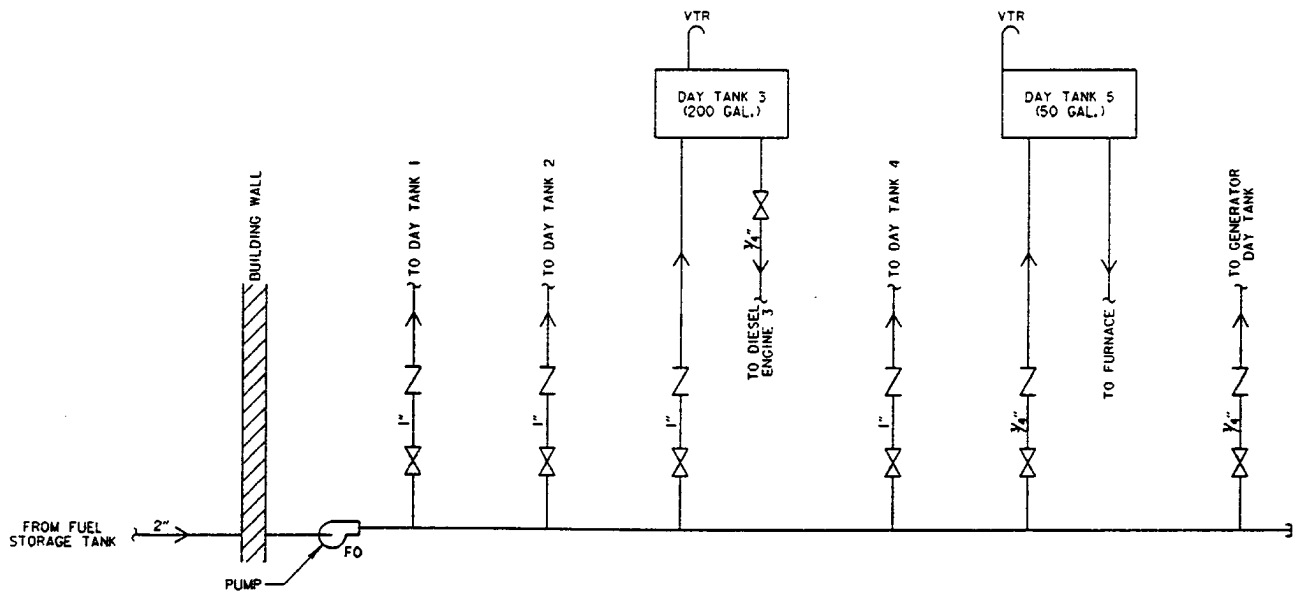 VTR
VTR
DAY TANK 3
(200 GAL.)
DAY TANK 5
(50 GAL.)
BUILDING WALL
TO DAY TANK 1
TO DAY TANK 2
TO DAY TANK 4
TO GENERATOR
DAY TANK
3/4"
TO DIESEL
ENGINE 3
TO FURNACE
1"
1"
1"
1"
3/4"
3/4"
FROM FUEL
STORAGE TANK
2"
FO
PUMP